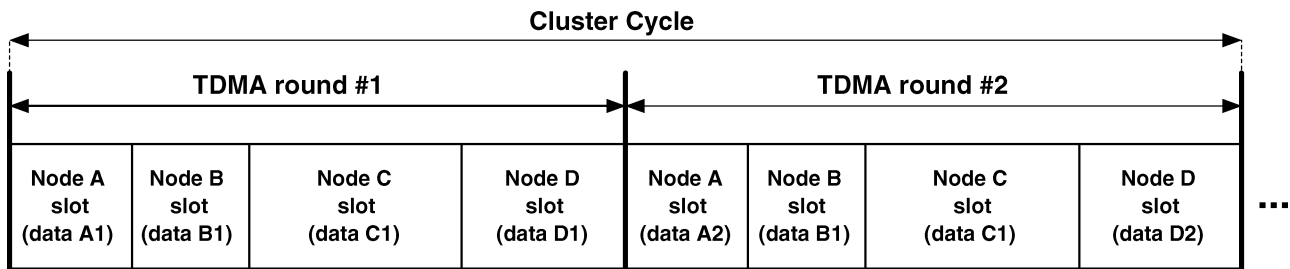 Cluster Cycle
TDMA round #1
TDMA round #2
Node A
slot
(data A1)
Node B
slot
(data B1)
Node C
slot
(data C1)
Node D
slot
(data D1)
Node A
slot
(data A2)
Node B
slot
(data B1)
Node C
slot
(data C1)
Node D
slot
(data D2)
...